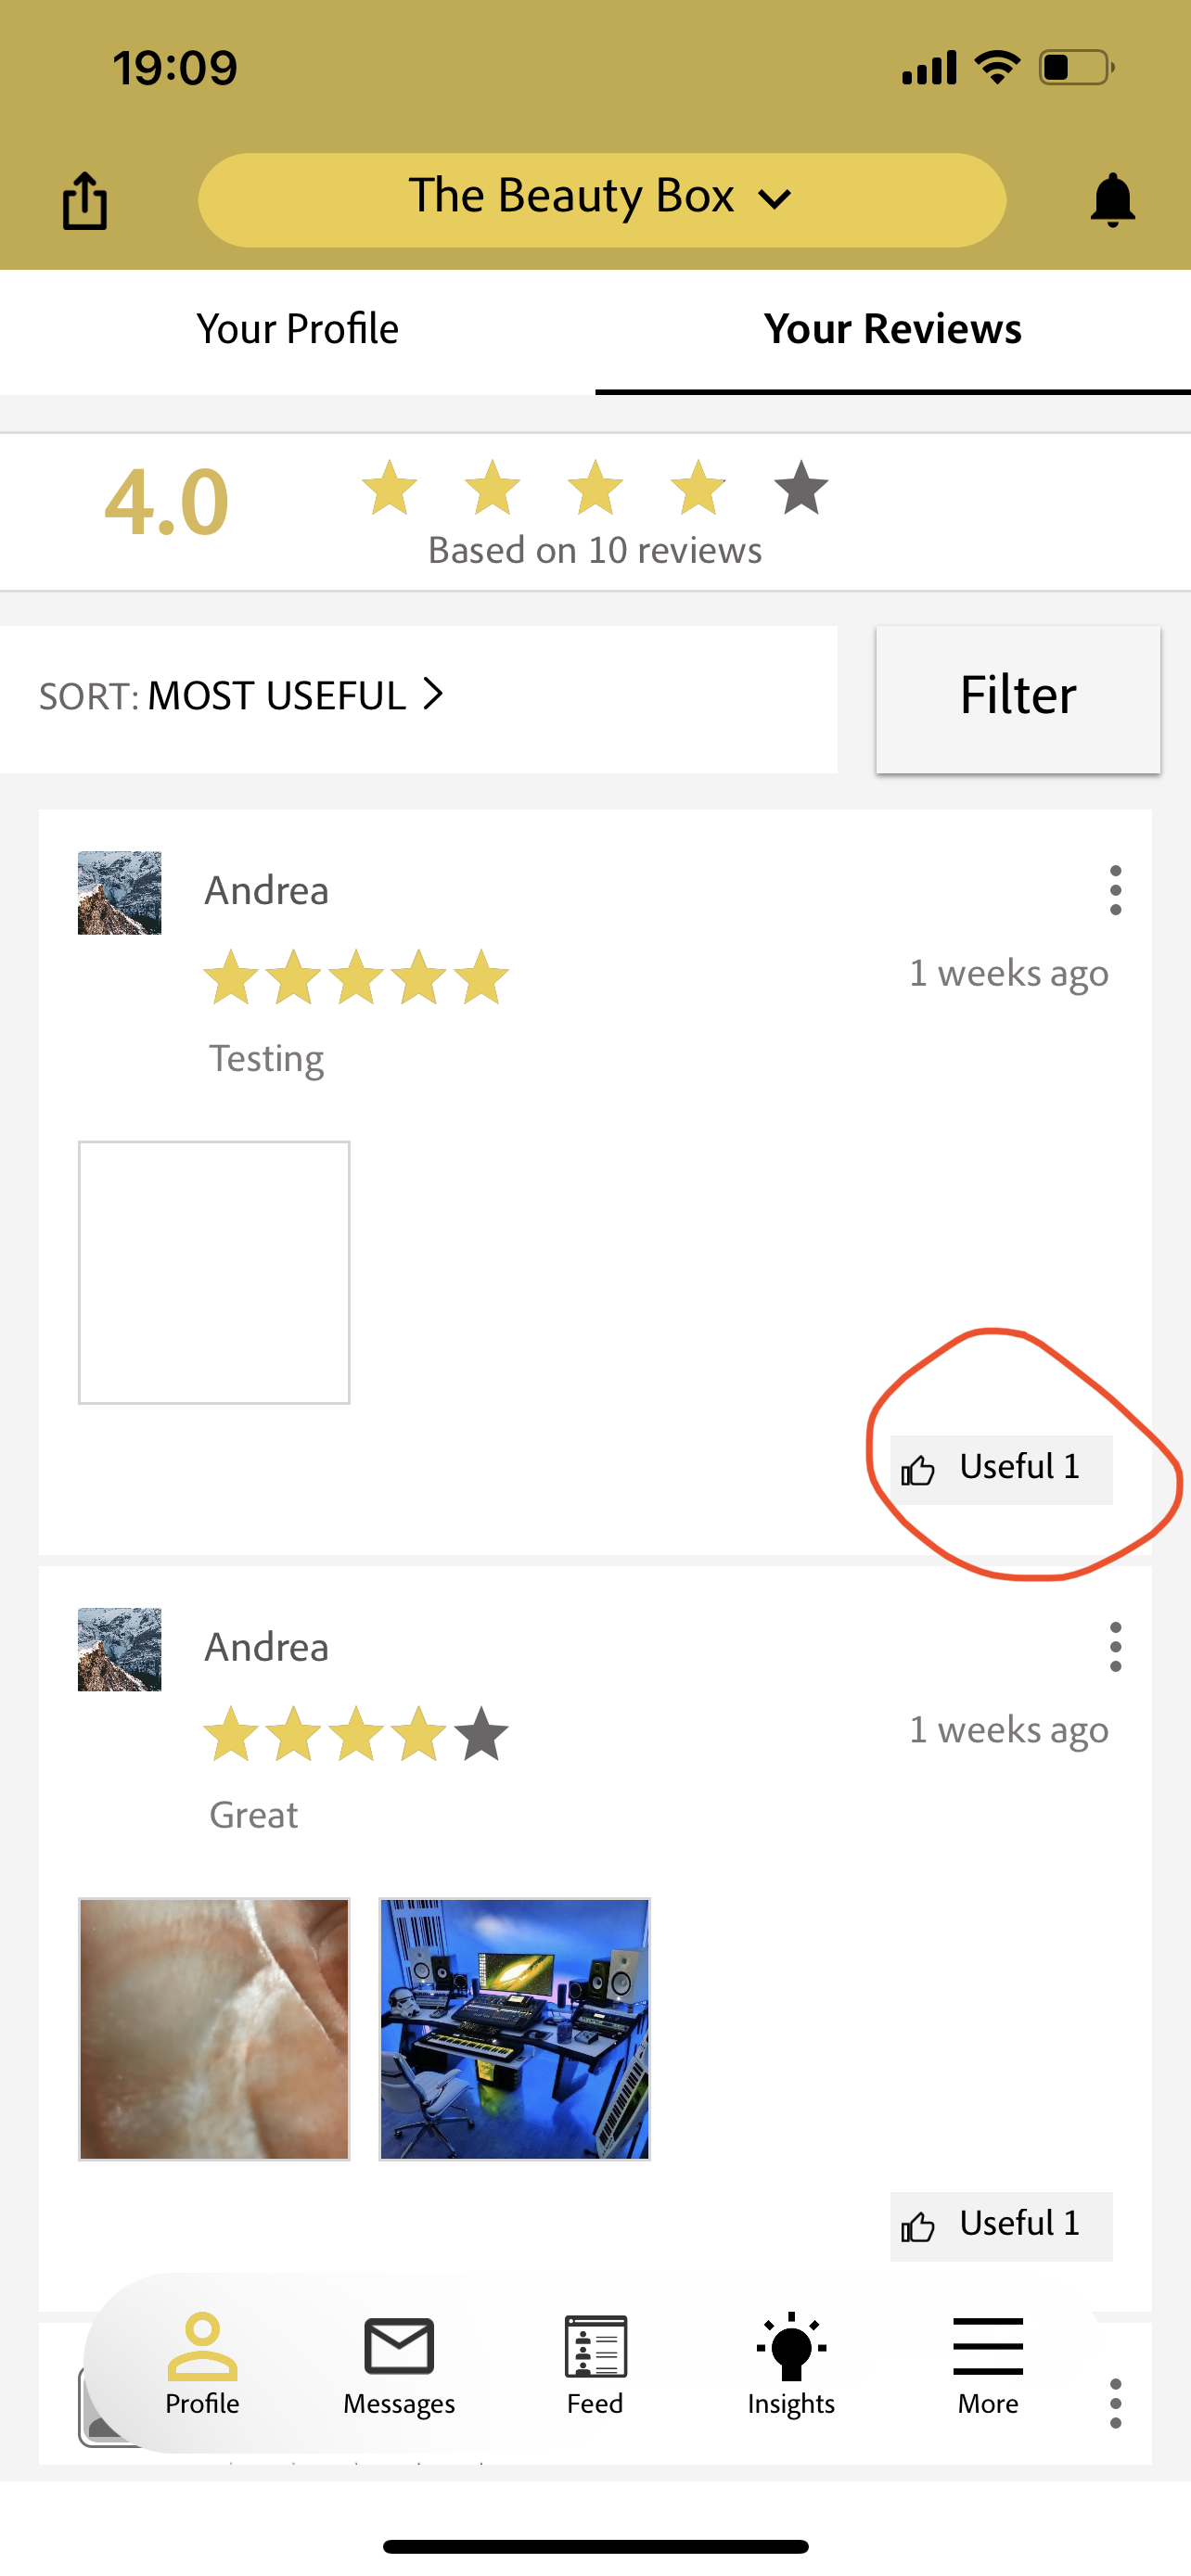 19:09
The Beauty Box
Your Profile
Your Reviews
4.0
Based on 10 reviews
SORT: MOST USEFUL
Filter
Andrea
1 weeks ago
Testing
Useful 1
Andrea
1 weeks ago
Great
Useful 1
Profile
Messages
Feed
Insights
More